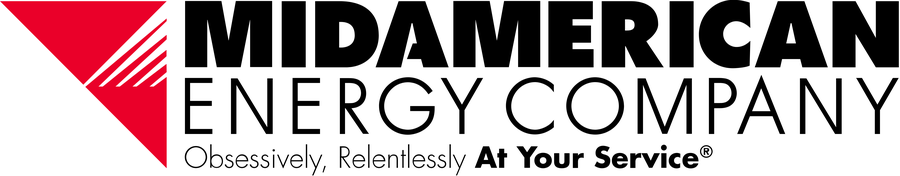 MIDAMERICAN
ENERGY COMPANY
Obsessively, Relentlessly At Your Service®